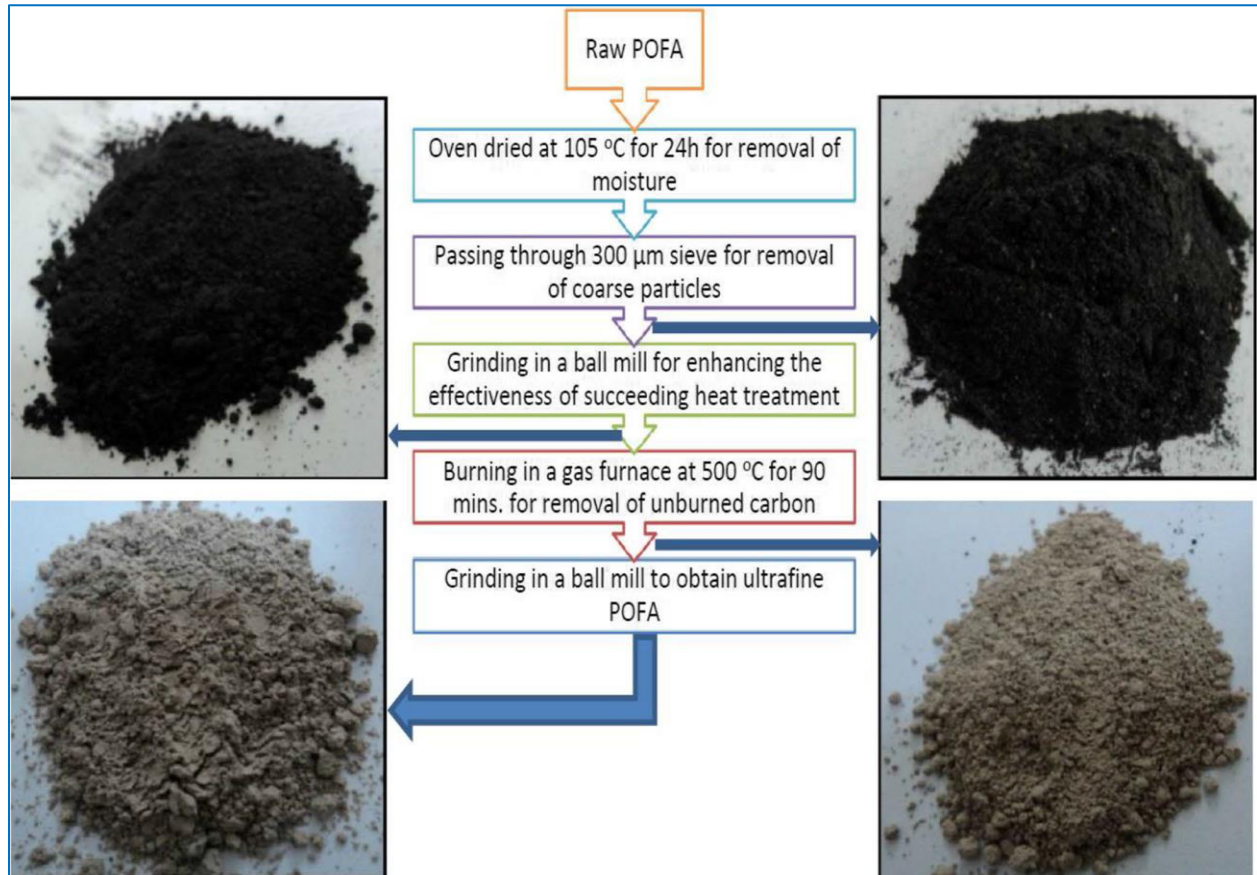 Raw POFA
Oven dried at 105 °C for 24h for removal of
moisture
Passing through 300 µm sieve for removal
of coarse particles
Grinding in a ball mill for enhancing the
effectiveness of succeeding heat treatment
Burning in a gas furnace at 500 °C for 90
mins. for removal of unburned carbon
Grinding in a ball mill to obtain ultrafine
POFA